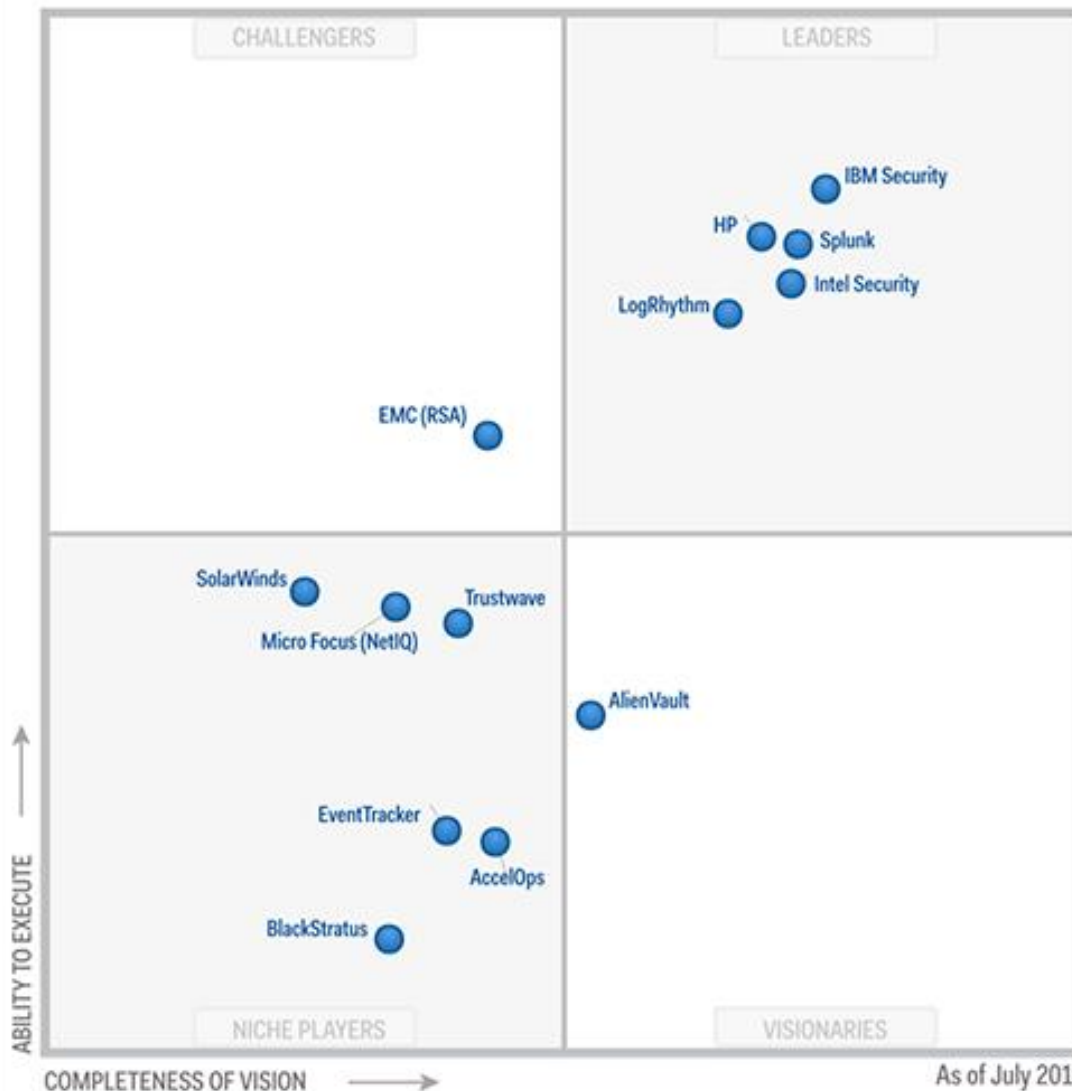 CHALLENGERS
LEADERS
IBM Security
HP
Splunk
Intel Security
LogRhythm
EMC (RSA)
SolarWinds
Trustwave
Micro Focus (NetIQ)
AlienVault
EventTracker
AccelOps
BlackStratus
NICHE PLAYERS
VISIONARIES
ABILITY TO EXECUTE
COMPLETENESS OF VISION
As of July 201